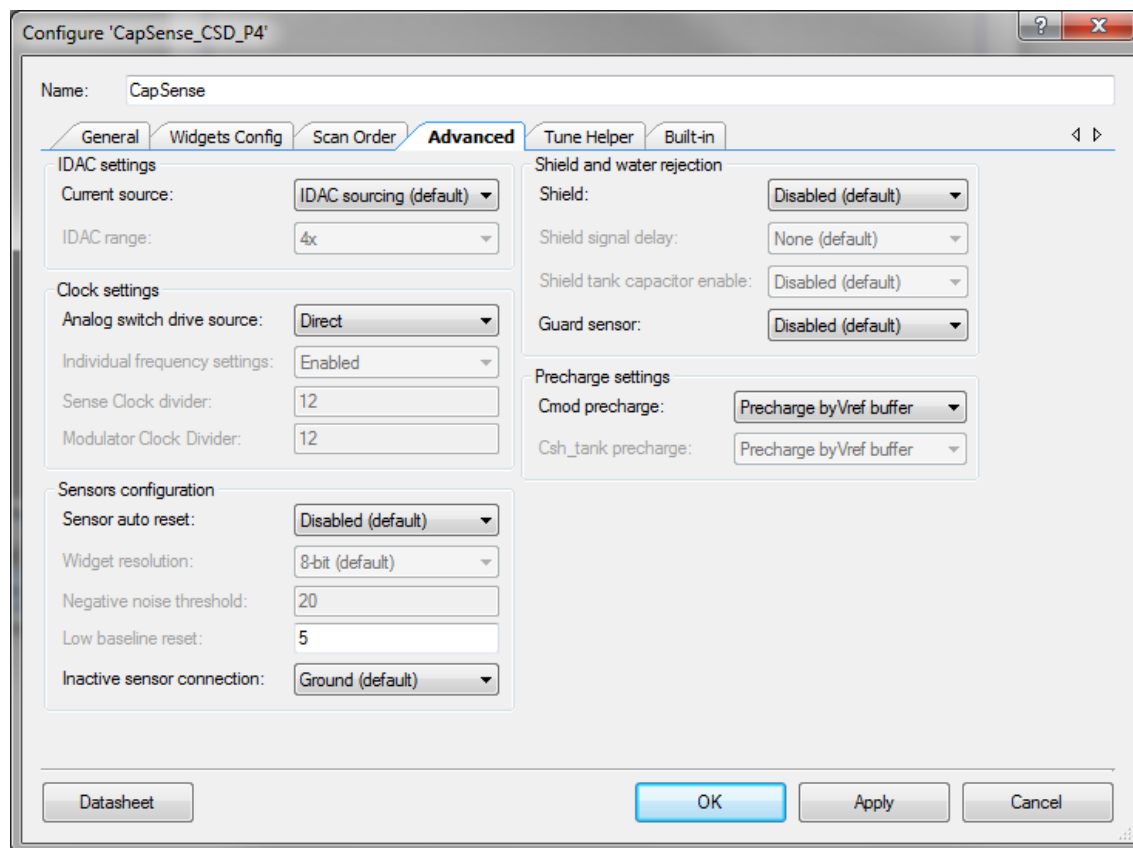 Configure 'CapSense_CSD_P4'
?
X
Name: CapSense
General Widgets Config Scan Order Advanced Tune Helper Built-in
IDAC settings
Current source: IDAC sourcing (default)
IDAC range: 4x
Clock settings
Analog switch drive source: Direct
Individual frequency settings: Enabled
Sense Clock divider: 12
Modulator Clock Divider: 12
Sensors configuration
Sensor auto reset: Disabled (default)
Widget resolution: 8-bit (default)
Negative noise threshold: 20
Low baseline reset: 5
Inactive sensor connection: Ground (default)
Shield and water rejection
Shield: Disabled (default)
Shield signal delay: None (default)
Shield tank capacitor enable: Disabled (default)
Guard sensor: Disabled (default)
Precharge settings
Cmod precharge: Precharge byVref buffer
Csh_tank precharge: Precharge byVref buffer
Datasheet OK Apply Cancel